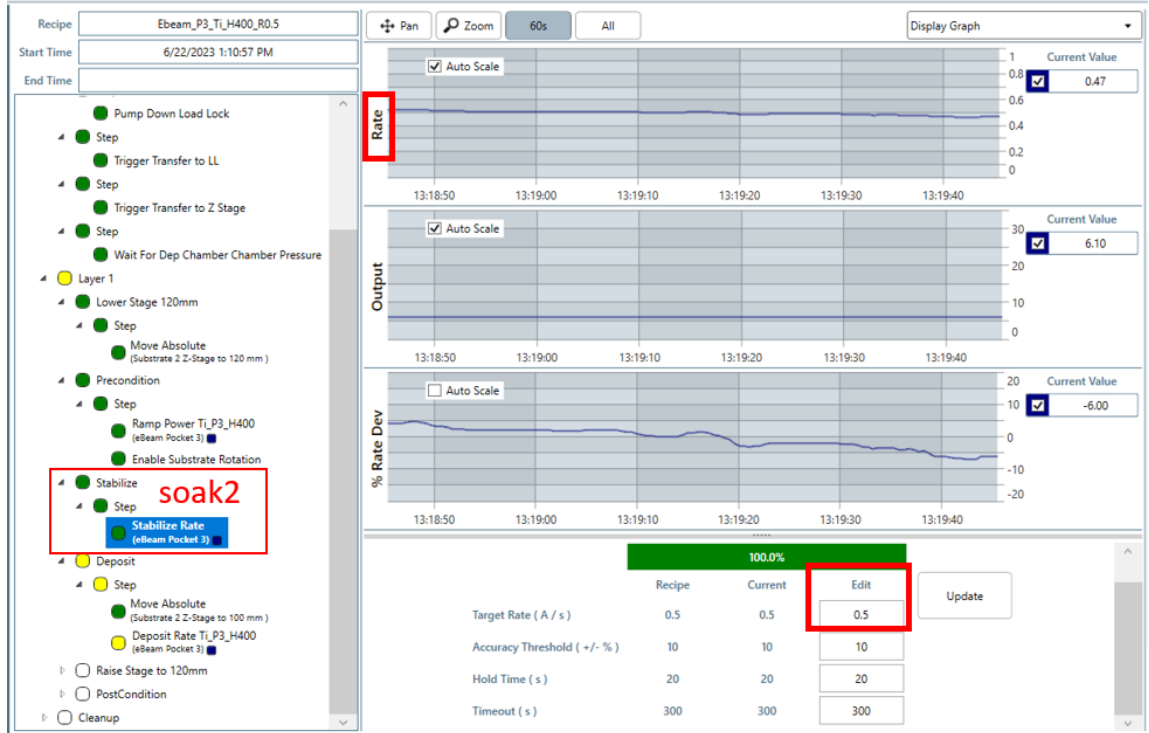 Recipe
Ebeam_P3_Ti_H400_R0.5
Start Time
6/22/2023 1:10:57 PM
End Time
Pump Down Load Lock
Step
Trigger Transfer to LL
Step
Trigger Transfer to Z Stage
Step
Wait For Dep Chamber Chamber Pressure
Layer 1
Lower Stage 120mm
Step
Move Absolute
(Substrate 2 Z-Stage to 120 mm )
Precondition
Step
Ramp Power Ti_P3_H400
(eBeam Pocket 3)
Enable Substrate Rotation
Stabilize
soak2
Step
Stabilize Rate
(eBeam Pocket 3)
Deposit
Step
Move Absolute
(Substrate 2 Z-Stage to 100 mm )
Deposit Rate Ti_P3_H400
(eBeam Pocket 3)
Raise Stage to 120mm
PostCondition
Cleanup
Pan
Zoom
60s
All
Display Graph
Rate
Auto Scale
1
0.8
0.6
0.4
0.2
0
Current Value
0.47
13:18:50 13:19:00 13:19:10 13:19:20 13:19:30 13:19:40
Output
Auto Scale
30
20
10
0
Current Value
6.10
13:18:50 13:19:00 13:19:10 13:19:20 13:19:30 13:19:40
% Rate Dev
Auto Scale
20
10
0
-10
-20
Current Value
-6.00
13:18:50 13:19:00 13:19:10 13:19:20 13:19:30 13:19:40
100.0%
Recipe Current Edit
Update
Target Rate ( A / s ) 0.5 0.5 0.5
Accuracy Threshold ( +/- % ) 10 10 10
Hold Time ( s ) 20 20 20
Timeout ( s ) 300 300 300